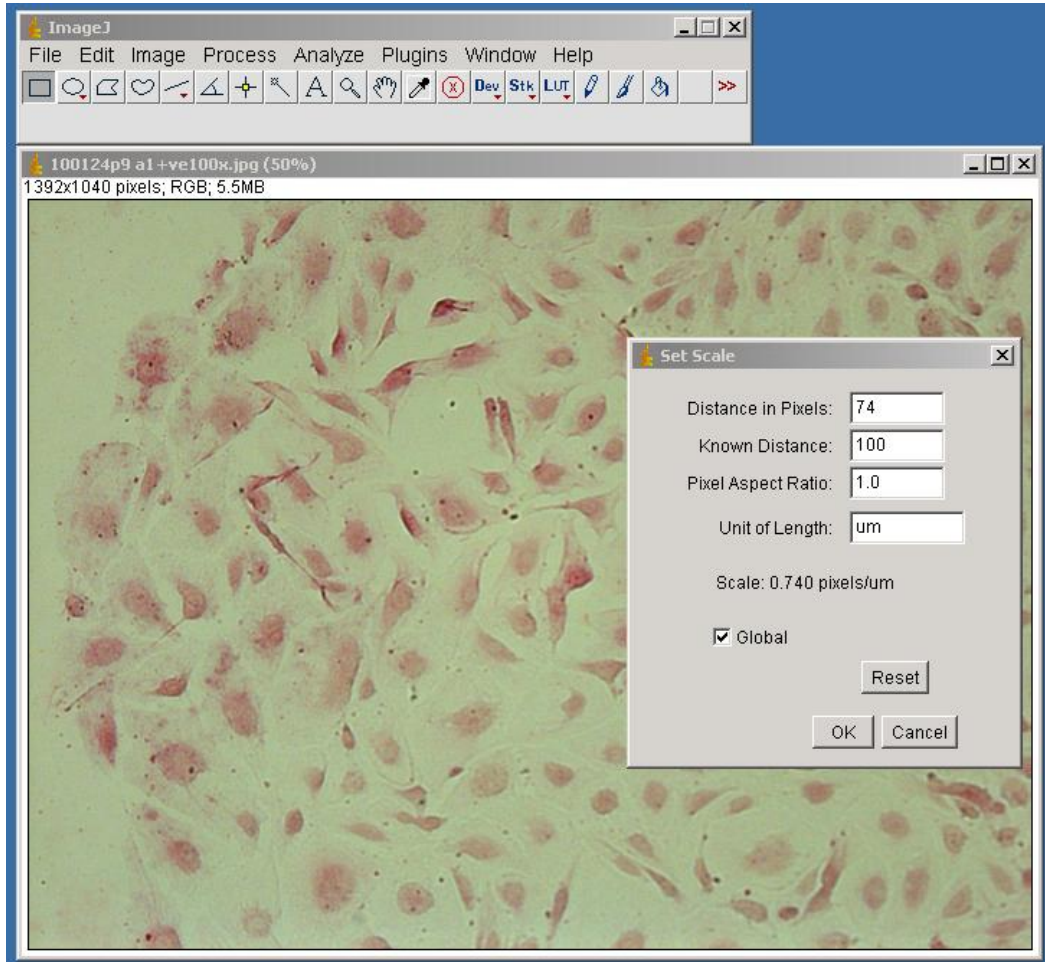 ImageJ
File Edit Image Process Analyze Plugins Window Help
A Dev Stk LUT >>
100124p9 a1+ve100x.jpg (50%)
1392x1040 pixels; RGB; 5.5MB
Set Scale
Distance in Pixels: 74
Known Distance: 100
Pixel Aspect Ratio: 1.0
Unit of Length: um
Scale: 0.740 pixels/um
Global
Reset
OK Cancel